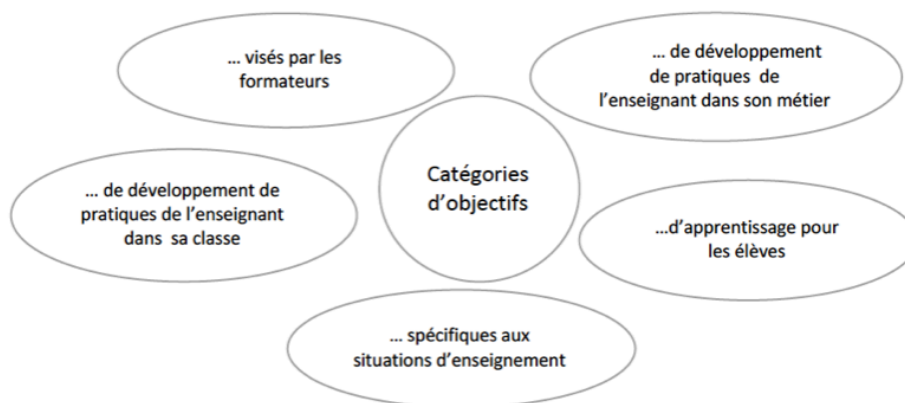 ... visés par les
formateurs
... de développement
de pratiques de
l'enseignant dans son métier
Catégories
d'objectifs
... de développement de
pratiques de l'enseignant
dans sa classe
...d'apprentissage pour
les élèves
... spécifiques aux
situations d'enseignement